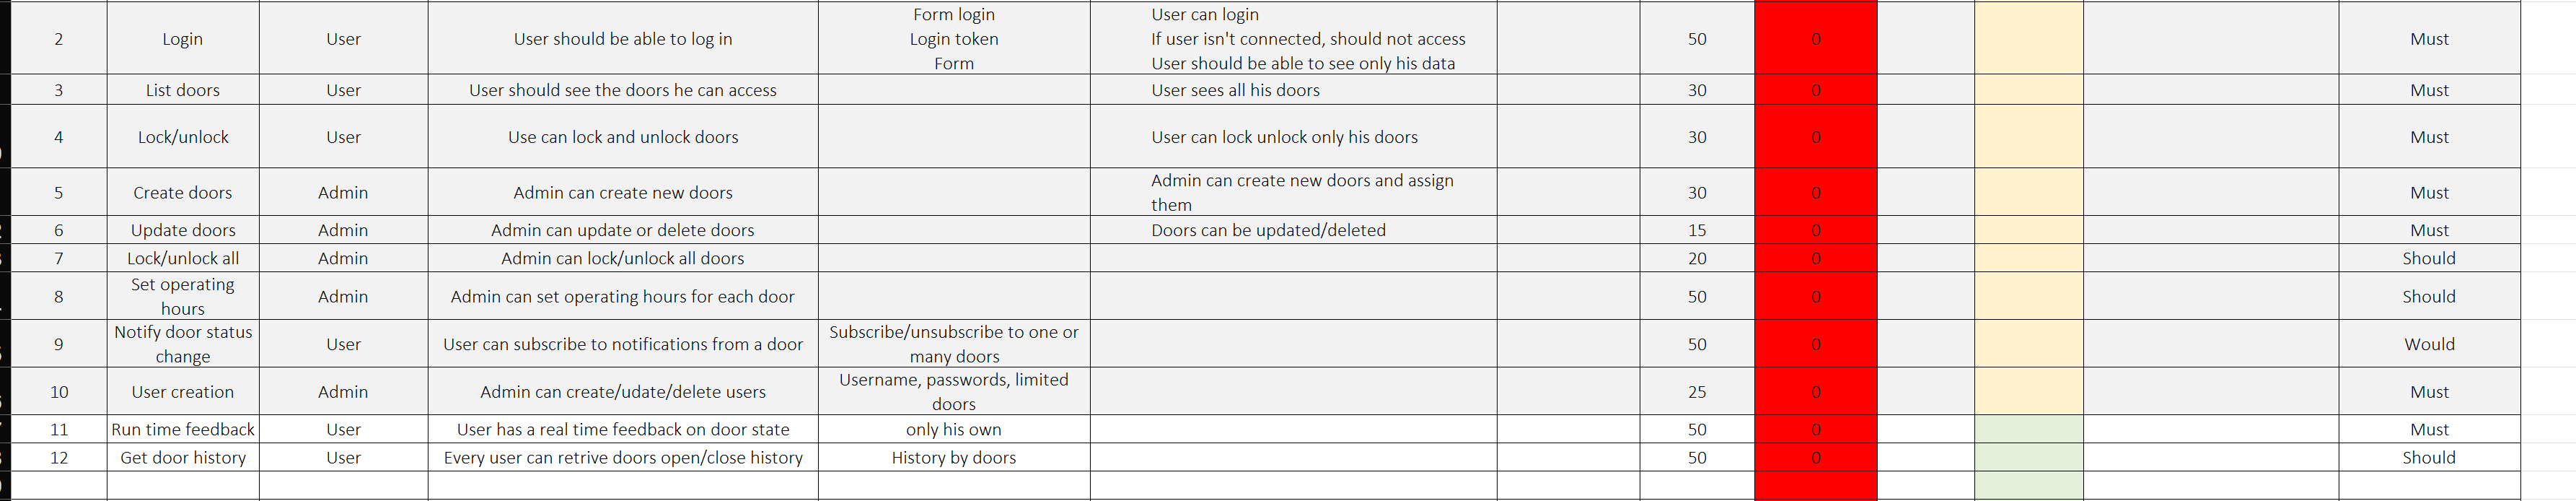 2 Login User User should be able to log in Form login
Login token
Form User can login
If user isn't connected, should not access
User should be able to see only his data 50 0 Must
3 List doors User User should see the doors he can access User sees all his doors 30 0 Must
4 Lock/unlock User Use can lock and unlock doors User can lock unlock only his doors 30 0 Must
5 Create doors Admin Admin can create new doors Admin can create new doors and assign
them 30 0 Must
6 Update doors Admin Admin can update or delete doors Doors can be updated/deleted 15 0 Must
7 Lock/unlock all Admin Admin can lock/unlock all doors 20 0 Should
8 Set operating
hours Admin Admin can set operating hours for each door 50 0 Should
9 Notify door status
change User User can subscribe to notifications from a door Subscribe/unsubscribe to one or
many doors 50 0 Would
10 User creation Admin Admin can create/udate/delete users Username, passwords, limited
doors 25 0 Must
11 Run time feedback User User has a real time feedback on door state only his own 50 0 Must
12 Get door history User Every user can retrive doors open/close history History by doors 50 0 Should